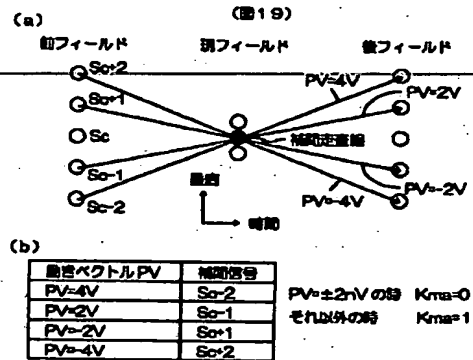 (図19)
(a)
前フィールド 現フィールド 後フィールド
Sc+2
Sc+1
Sc
Sc-1
Sc-2
PV=4V
PV=2V
補間走査線
PV=-2V
PV=-4V
垂直
時間
(b)
動きベクトルPV 補間信号
PV=4V Sc-2
PV=2V Sc-1
PV=-2V Sc+1
PV=-4V Sc+2
PV=±2nVの時 Kma=0
それ以外の時 Kma=1